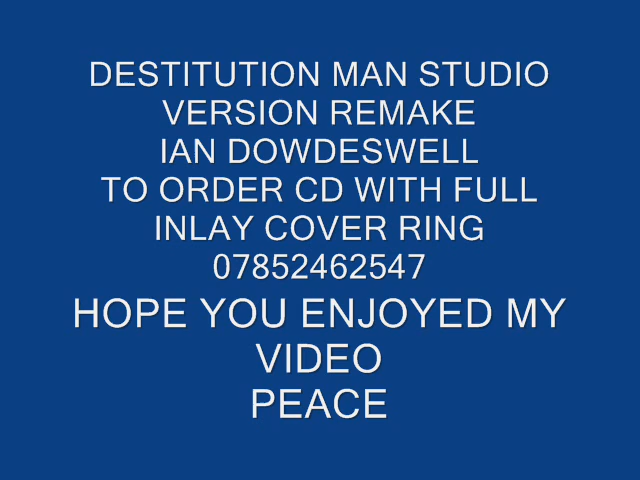 DESTITUTION MAN STUDIO
VERSION REMAKE
IAN DOWDESWELL
TO ORDER CD WITH FULL
INLAY COVER RING
07852462547
HOPE YOU ENJOYED MY
VIDEO
PEACE